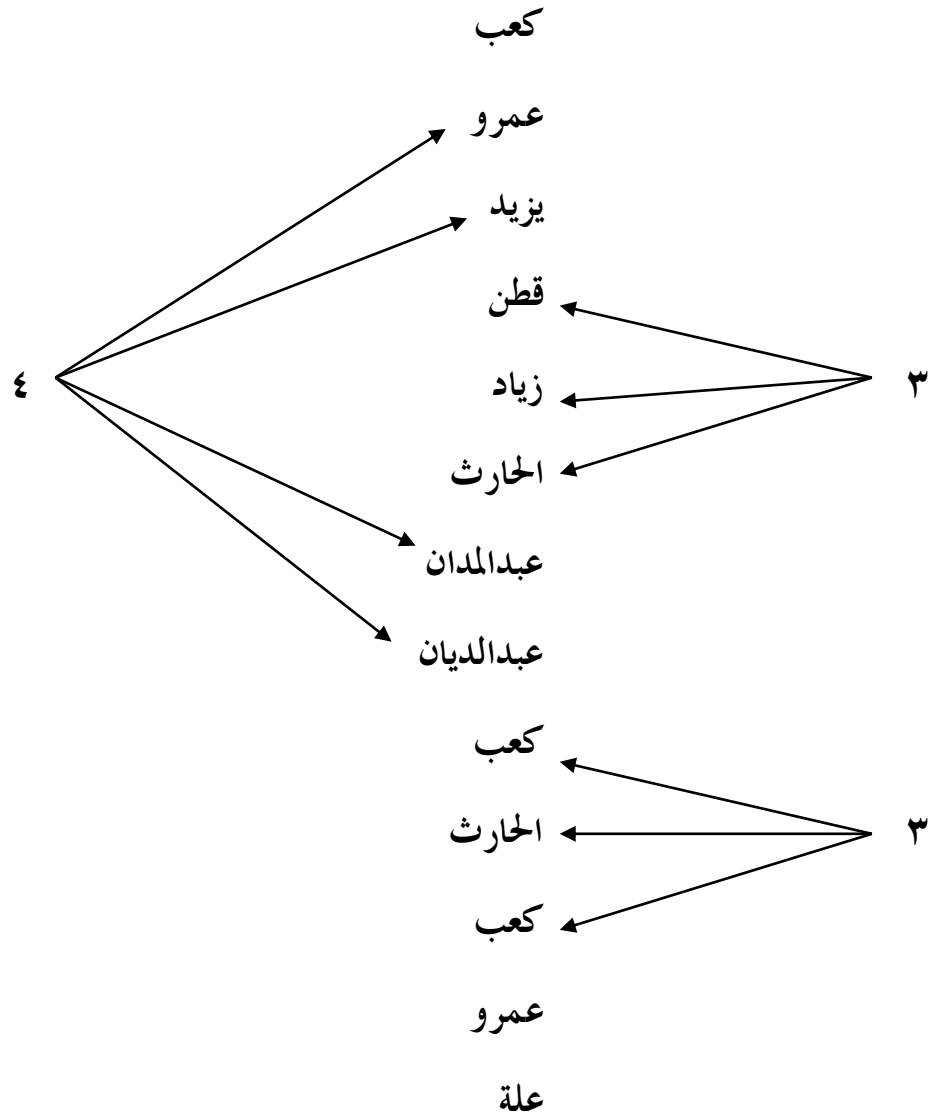 كعب
عمرو
يزيد
قطن
٤ زياد ٣
الحارث
عبدالمدان
عبدالديان
كعب
الحارث ٣
كعب
عمرو
علة